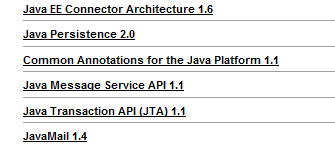 Java EE Connector Architecture 1.6
Java Persistence 2.0
Common Annotations for the Java Platform 1.1
Java Message Service API 1.1
Java Transaction API (JTA) 1.1
JavaMail 1.4